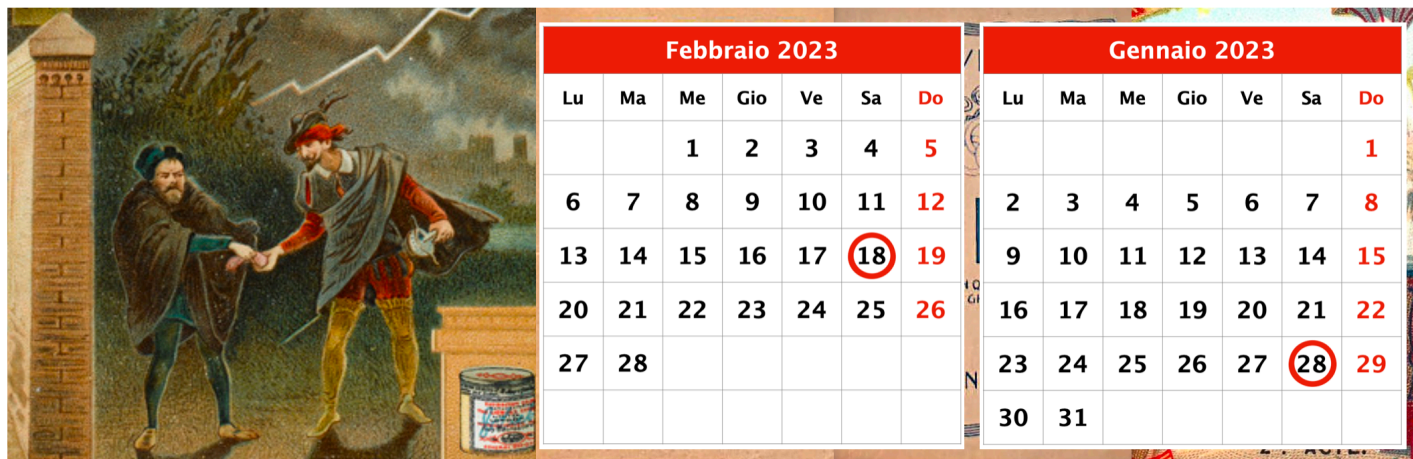 Febbraio 2023
Lu Ma Me Gio Ve Sa Do
1 2 3 4 5
6 7 8 9 10 11 12
13 14 15 16 17 18 19
20 21 22 23 24 25 26
27 28
Gennaio 2023
Lu Ma Me Gio Ve Sa Do
1
2 3 4 5 6 7 8
9 10 11 12 13 14 15
16 17 18 19 20 21 22
23 24 25 26 27 28 29
30 31